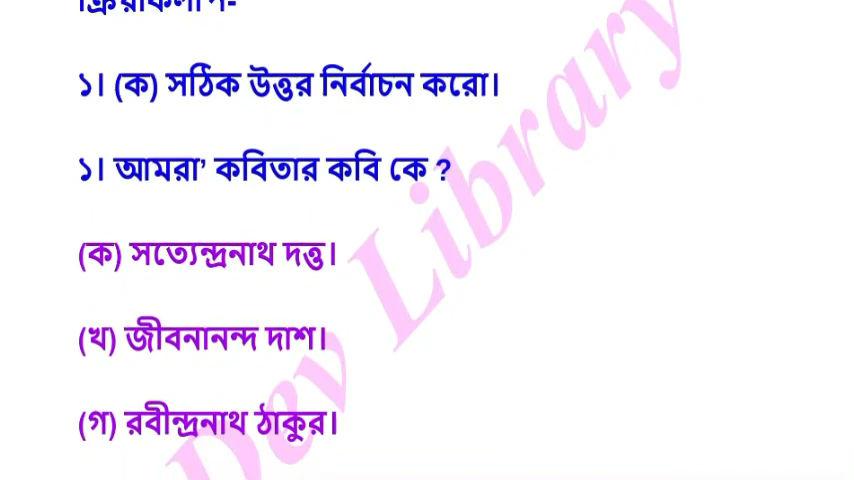 ক্রিয়াকলাপ-
১। (ক) সঠিক উত্তর নির্বাচন করো।
১। আমরা’ কবিতার কবি কে ?
(ক) সত্যেন্দ্রনাথ দত্ত।
(খ) জীবনানন্দ দাশ।
(গ) রবীন্দ্রনাথ ঠাকুর।
Dev Library